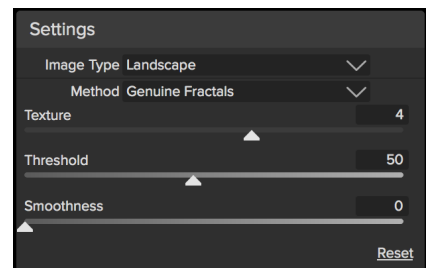 Settings
Image Type Landscape
Method Genuine Fractals
Texture 4
Threshold 50
Smoothness 0
Reset